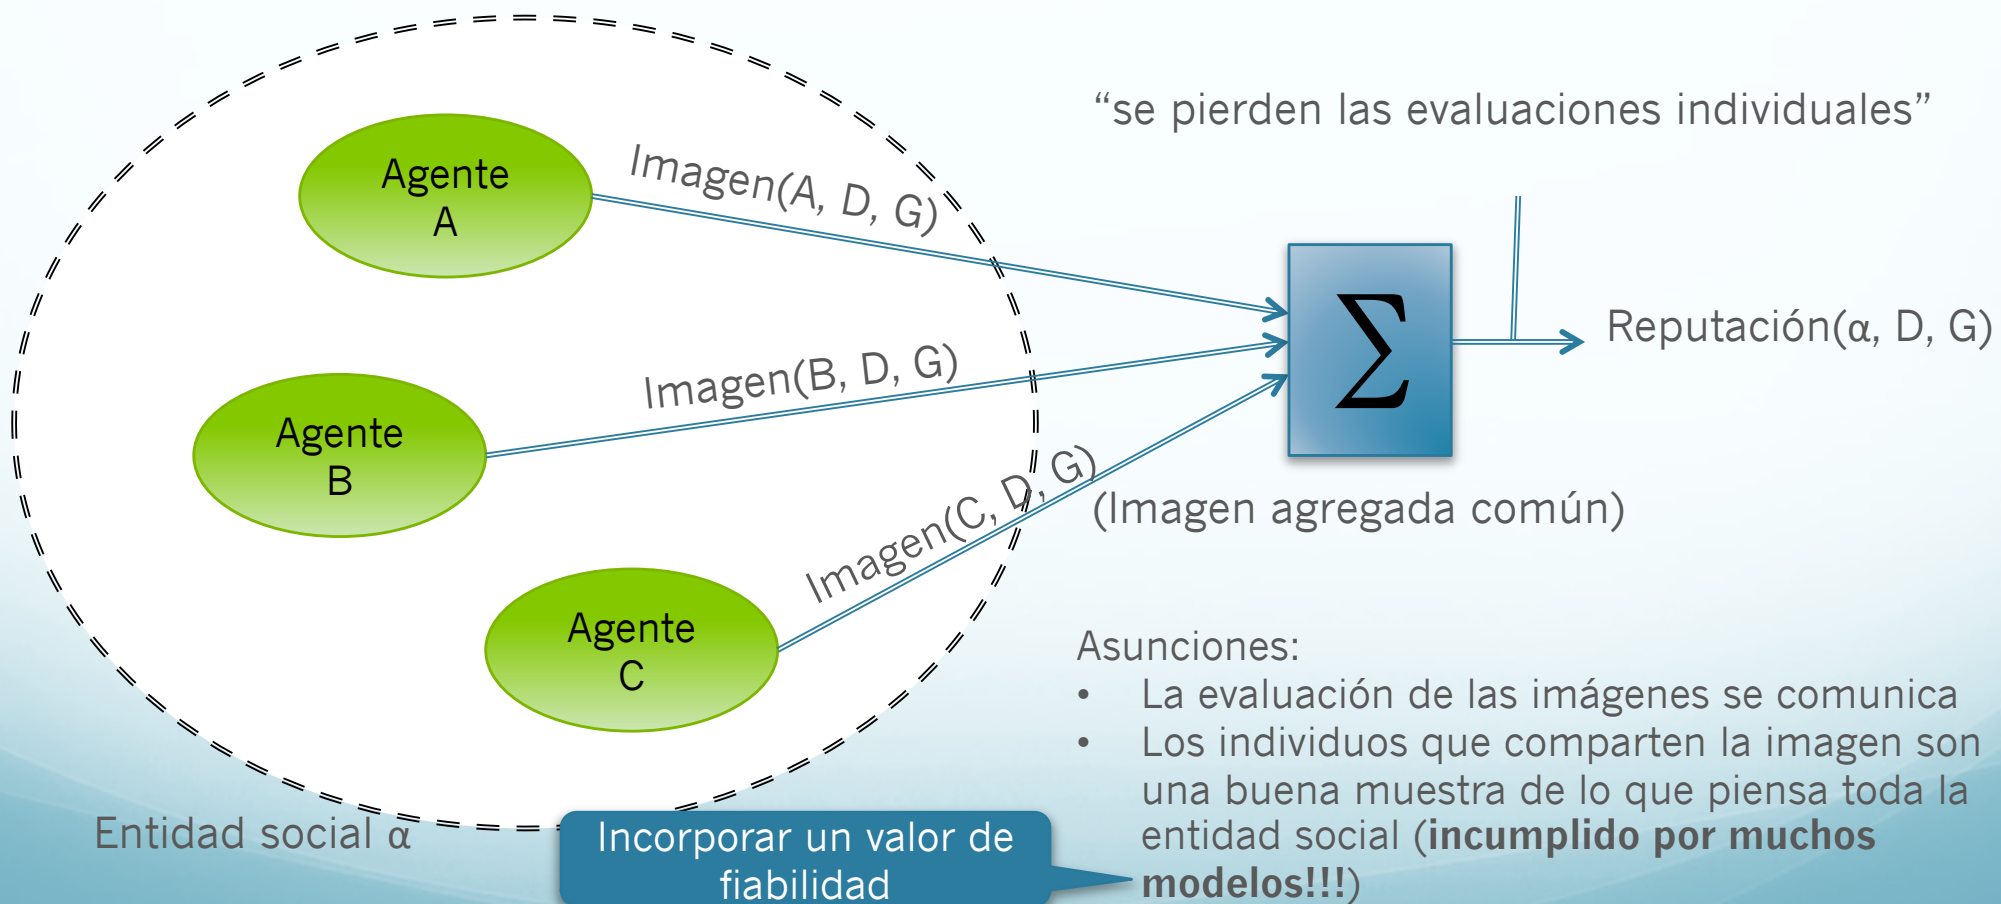 “se pierden las evaluaciones individuales”
Agente
A
Imagen(A, D, G)
∑
Reputación(α, D, G)
Agente
B
Imagen(B, D, G)
Imagen(C, D, G)
(Imagen agregada común)
Agente
C
Asunciones:
• La evaluación de las imágenes se comunica
• Los individuos que comparten la imagen son
una buena muestra de lo que piensa toda la
entidad social (incumplido por muchos
modelos!!!)
Entidad social α
Incorporar un valor de
fiabilidad